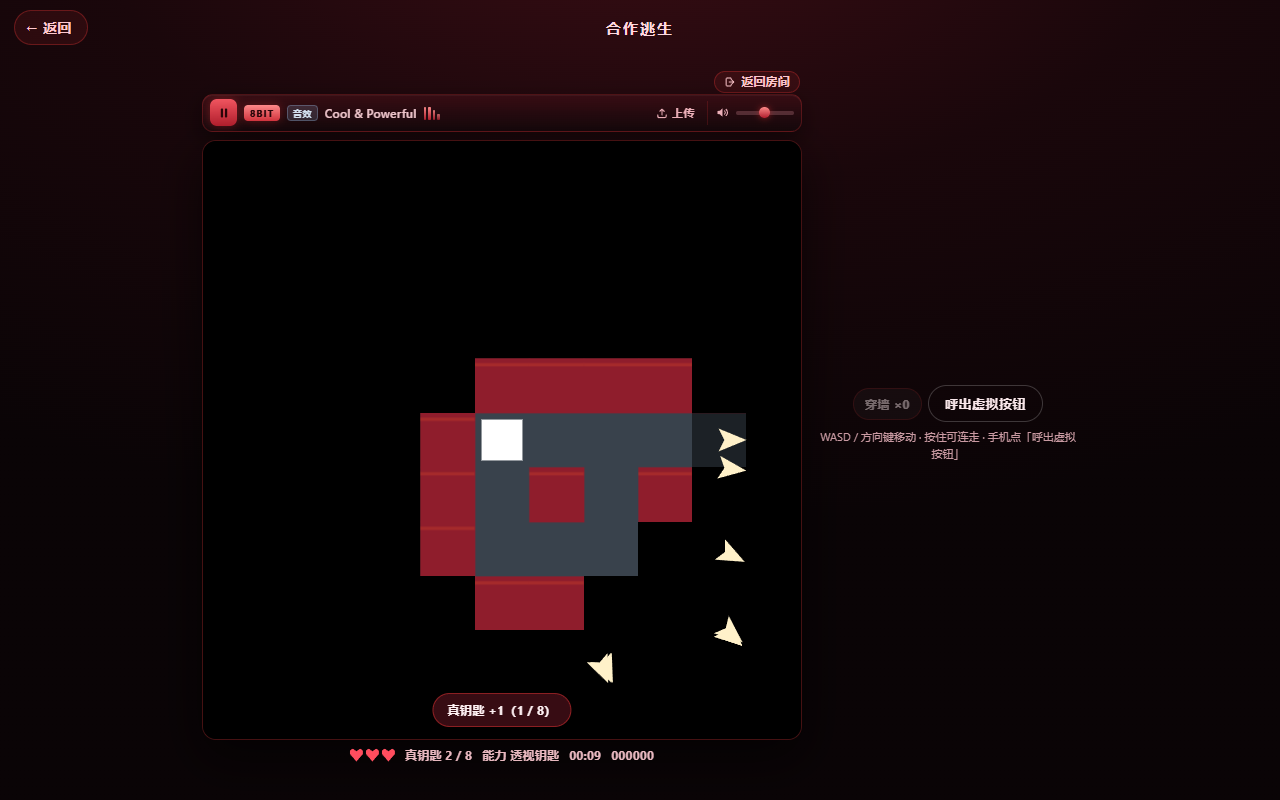 ← 返回
合作逃生
返回房间
8BIT
音效
Cool & Powerful
上传
穿墙 ×0
呼出虚拟按钮
WASD / 方向键移动 · 按住可连走 · 手机点「呼出虚拟
按钮」
真钥匙 +1（1 / 8）
真钥匙 2 / 8 能力 透视钥匙 00:09 000000